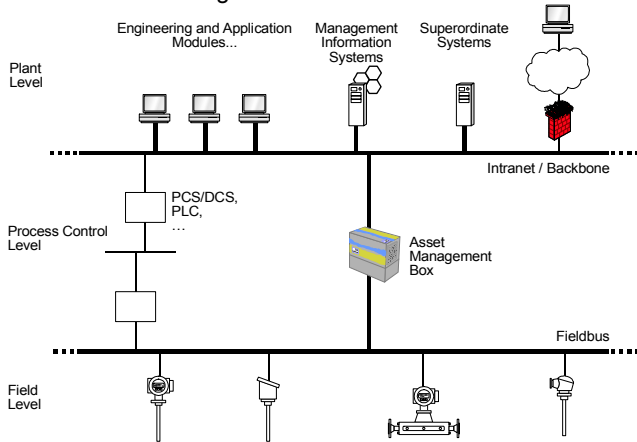 Engineering and Application
Modules...
Management
Information
Systems
Superordinate
Systems
Plant
Level
Intranet / Backbone
PCS/DCS,
PLC,
...
Process Control
Level
Asset
Management
Box
Fieldbus
Field
Level